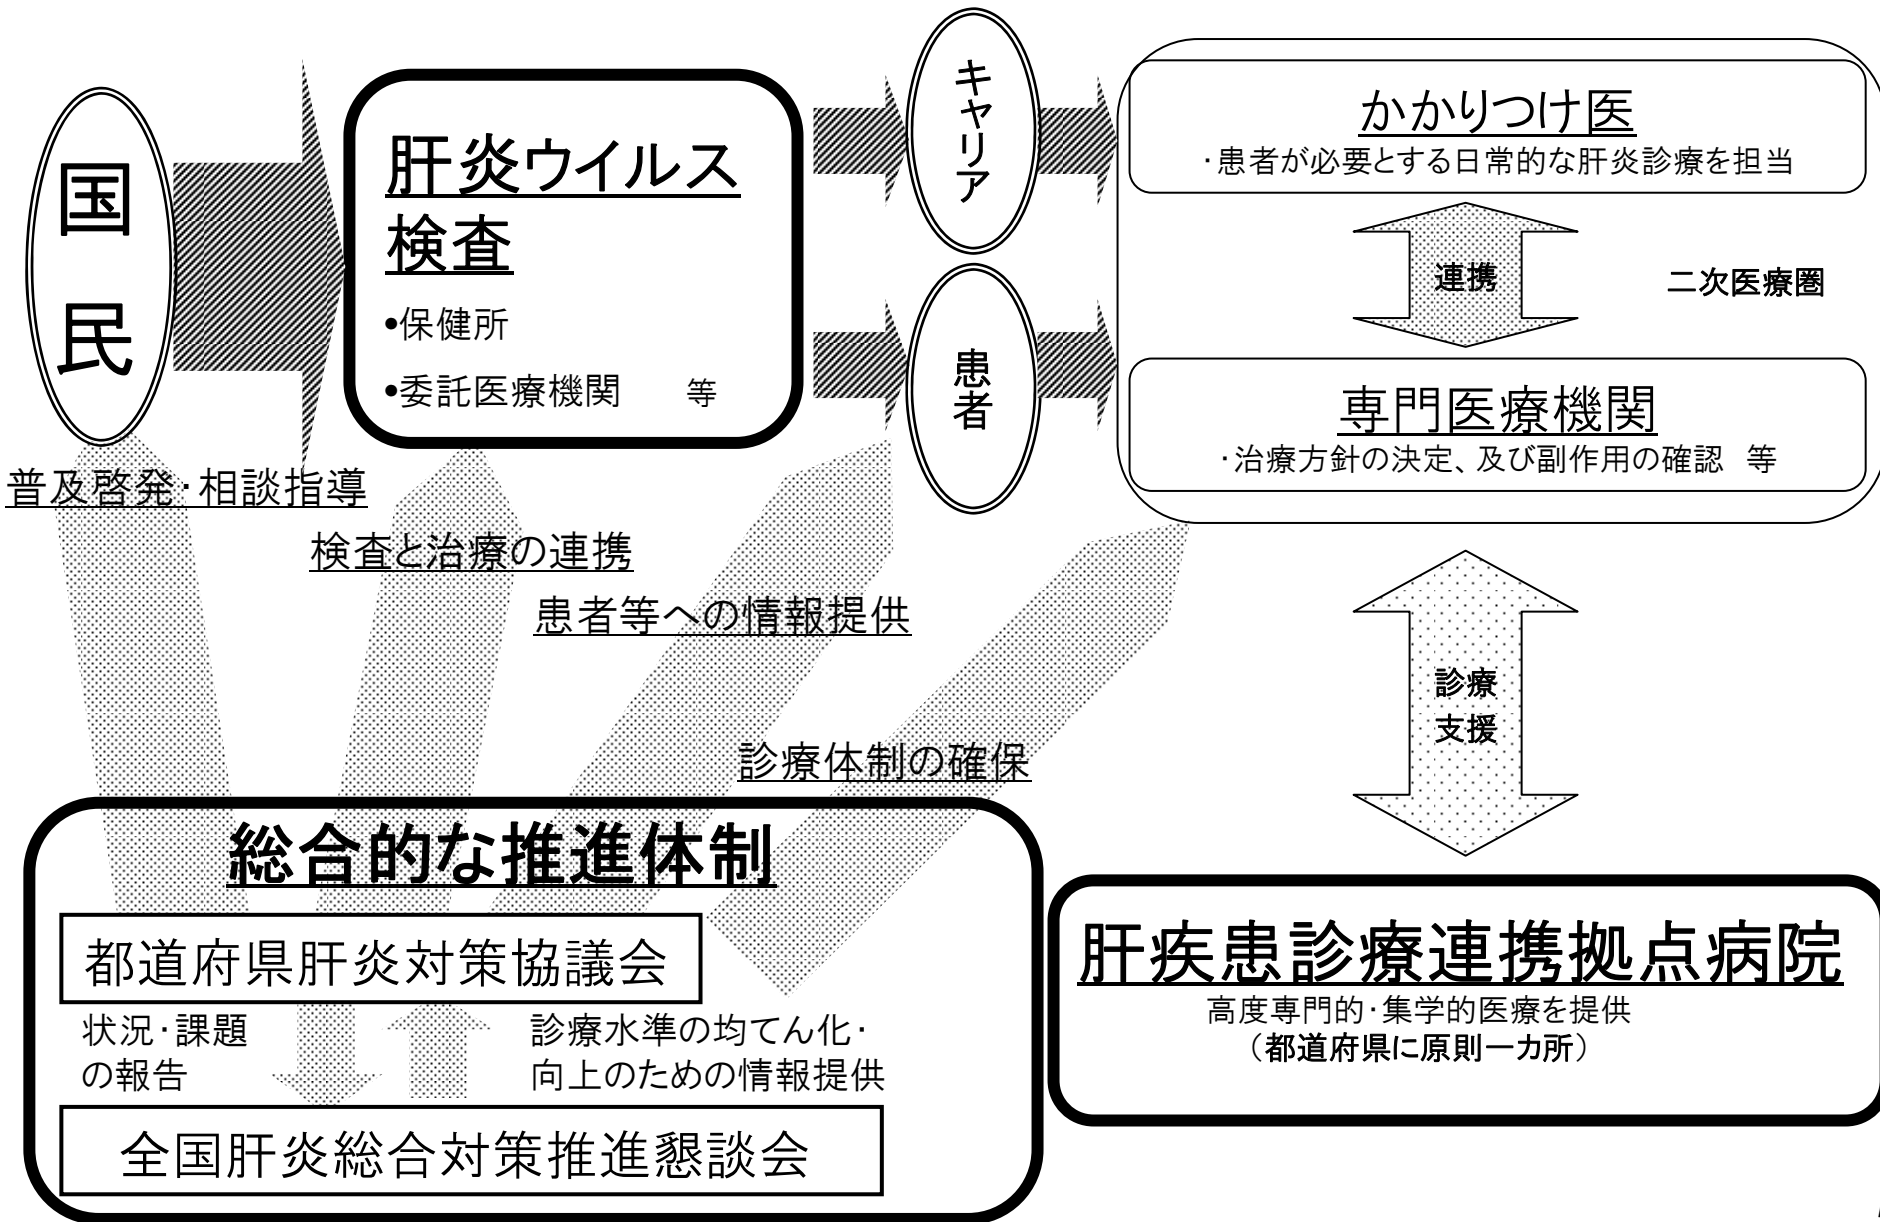 国
民
肝炎ウイルス
検査
•保健所
•委託医療機関　等
キャリア
患者
かかりつけ医
・患者が必要とする日常的な肝炎診療を担当
連携
二次医療圏
専門医療機関
・治療方針の決定、及び副作用の確認　等
普及啓発・相談指導
検査と治療の連携
患者等への情報提供
診療体制の確保
診療
支援
総合的な推進体制
都道府県肝炎対策協議会
状況・課題
の報告
診療水準の均てん化・
向上のための情報提供
全国肝炎総合対策推進懇談会
肝疾患診療連携拠点病院
高度専門的・集学的医療を提供
（都道府県に原則一カ所）